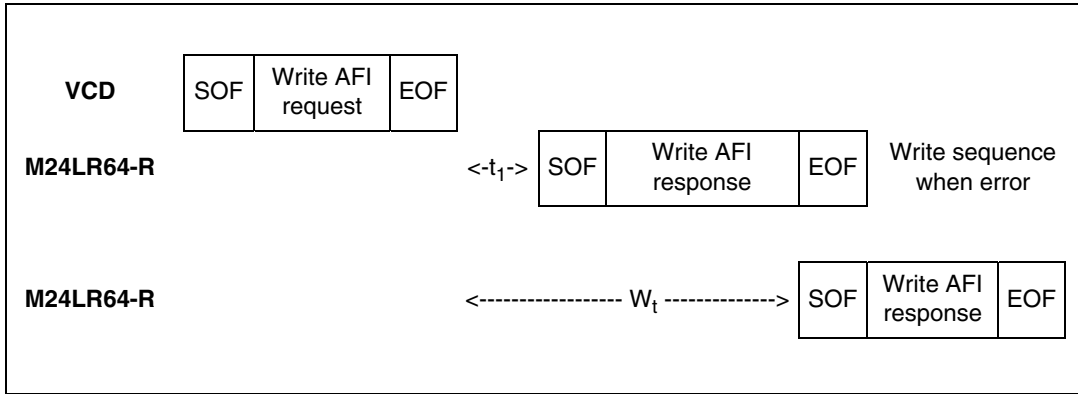 VCD SOF Write AFI request EOF
M24LR64-R <-t1-> SOF Write AFI response EOF Write sequence when error
M24LR64-R <------------------- Wt --------------> SOF Write AFI response EOF